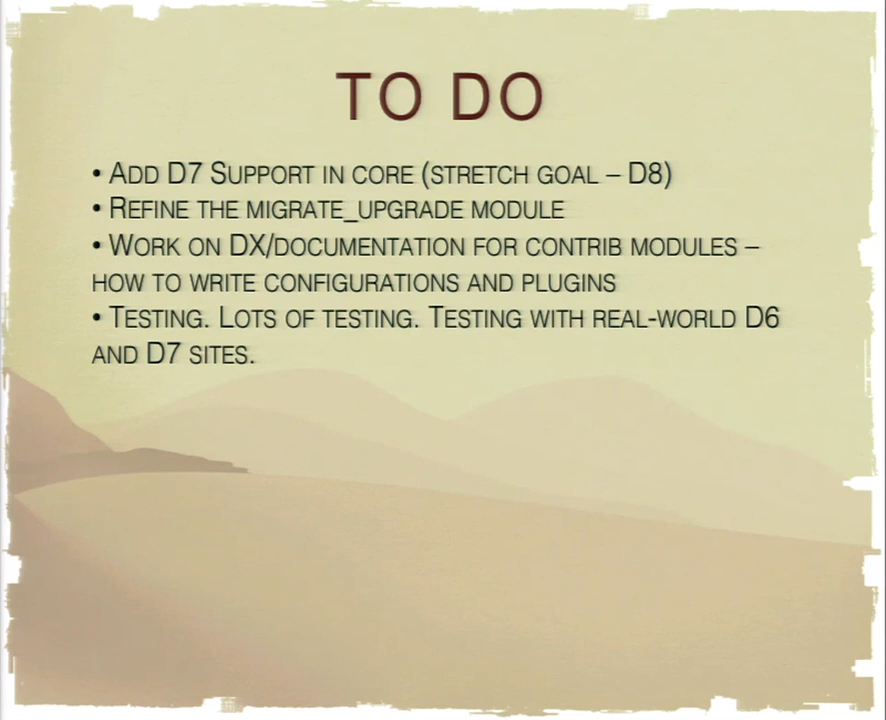 TO DO
• Add D7 Support in core (stretch goal – D8)
• Refine the migrate_upgrade module
• Work on DX/documentation for contrib modules –
how to write configurations and plugins
• Testing. Lots of testing. Testing with real-world D6
and D7 sites.